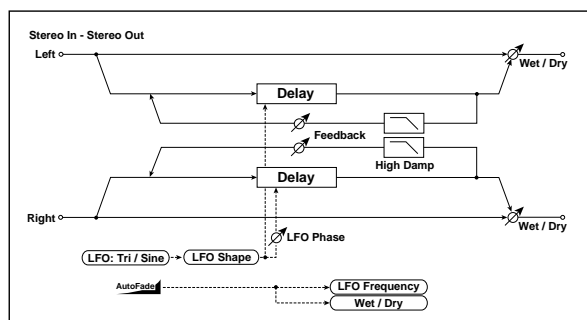 Stereo In - Stereo Out
Left
Wet / Dry
Delay
Feedback
High Damp
Delay
Right
Wet / Dry
LFO Phase
LFO: Tri / Sine
LFO Shape
AutoFade
LFO Frequency
Wet / Dry